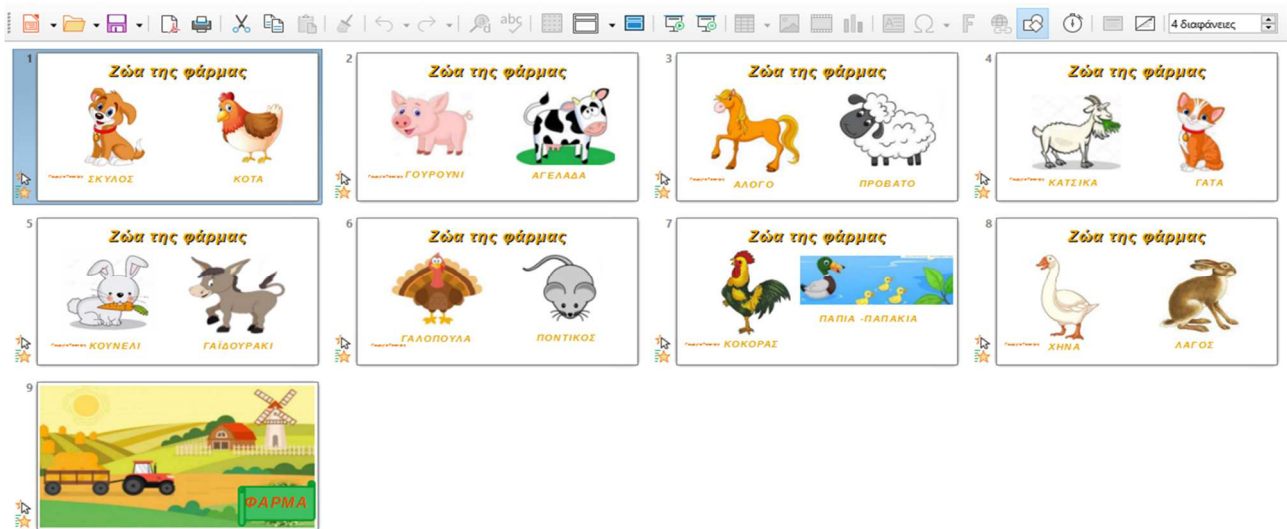 abc
Ω
F
4 διαφάνειες
1
Ζώα της φάρμας
ΣΚΥΛΟΣ
ΚΟΤΑ
2
Ζώα της φάρμας
ΓΟΥΡΟΥΝΙ
ΑΓΕΛΑΔΑ
3
Ζώα της φάρμας
ΑΛΟΓΟ
ΠΡΟΒΑΤΟ
4
Ζώα της φάρμας
ΚΑΤΣΙΚΑ
ΓΑΤΑ
5
Ζώα της φάρμας
ΚΟΥΝΕΛΙ
ΓΑΪΔΟΥΡΑΚΙ
6
Ζώα της φάρμας
ΓΑΛΟΠΟΥΛΑ
ΠΟΝΤΙΚΟΣ
7
Ζώα της φάρμας
ΚΟΚΟΡΑΣ
ΠΑΠΙΑ -ΠΑΠΑΚΙΑ
8
Ζώα της φάρμας
ΧΗΝΑ
ΛΑΓΟΣ
9
ΦΑΡΜΑ